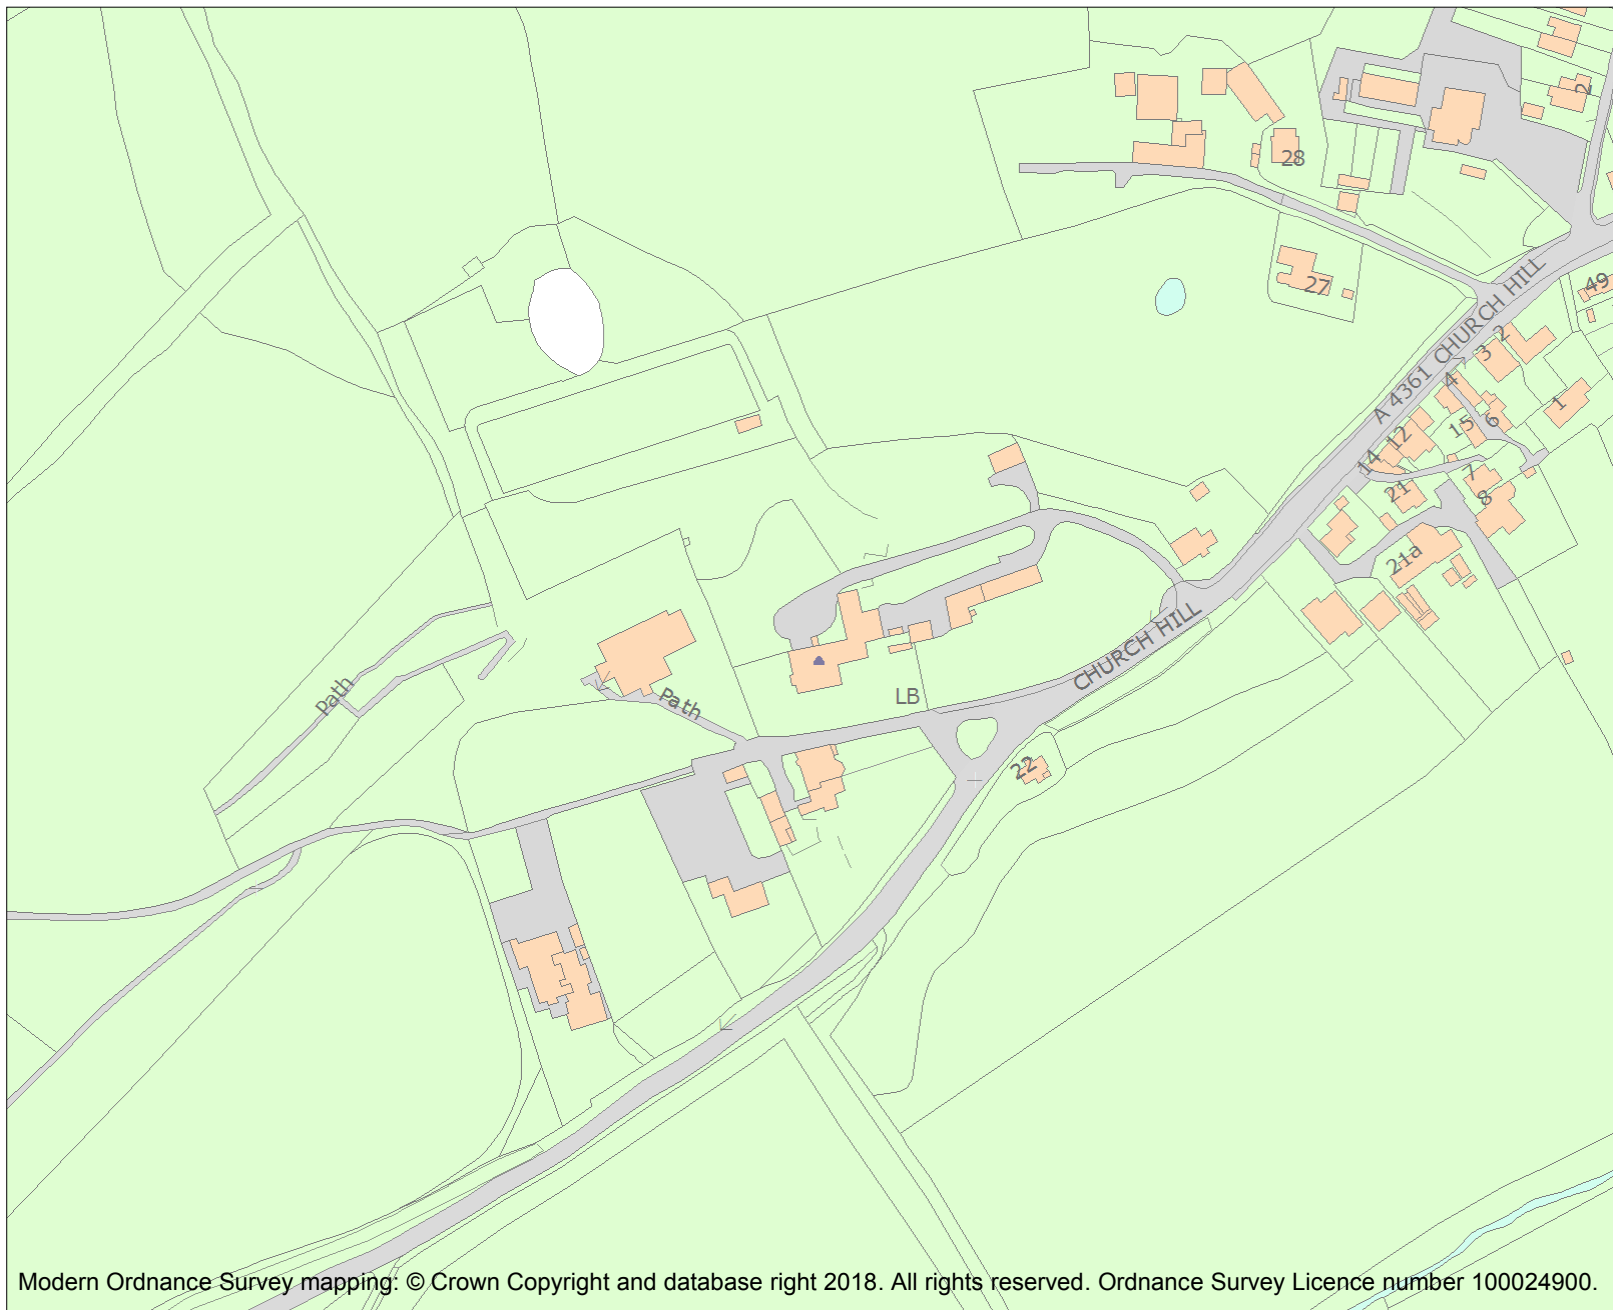 2
28
27
49
A 4361 CHURCH HILL
2
3
4
1
6
15
12
14
7
21
8
21a
CHURCH HILL
Path
Path
LB
22
Modern Ordnance Survey mapping: © Crown Copyright and database right 2018. All rights reserved. Ordnance Survey Licence number 100024900.